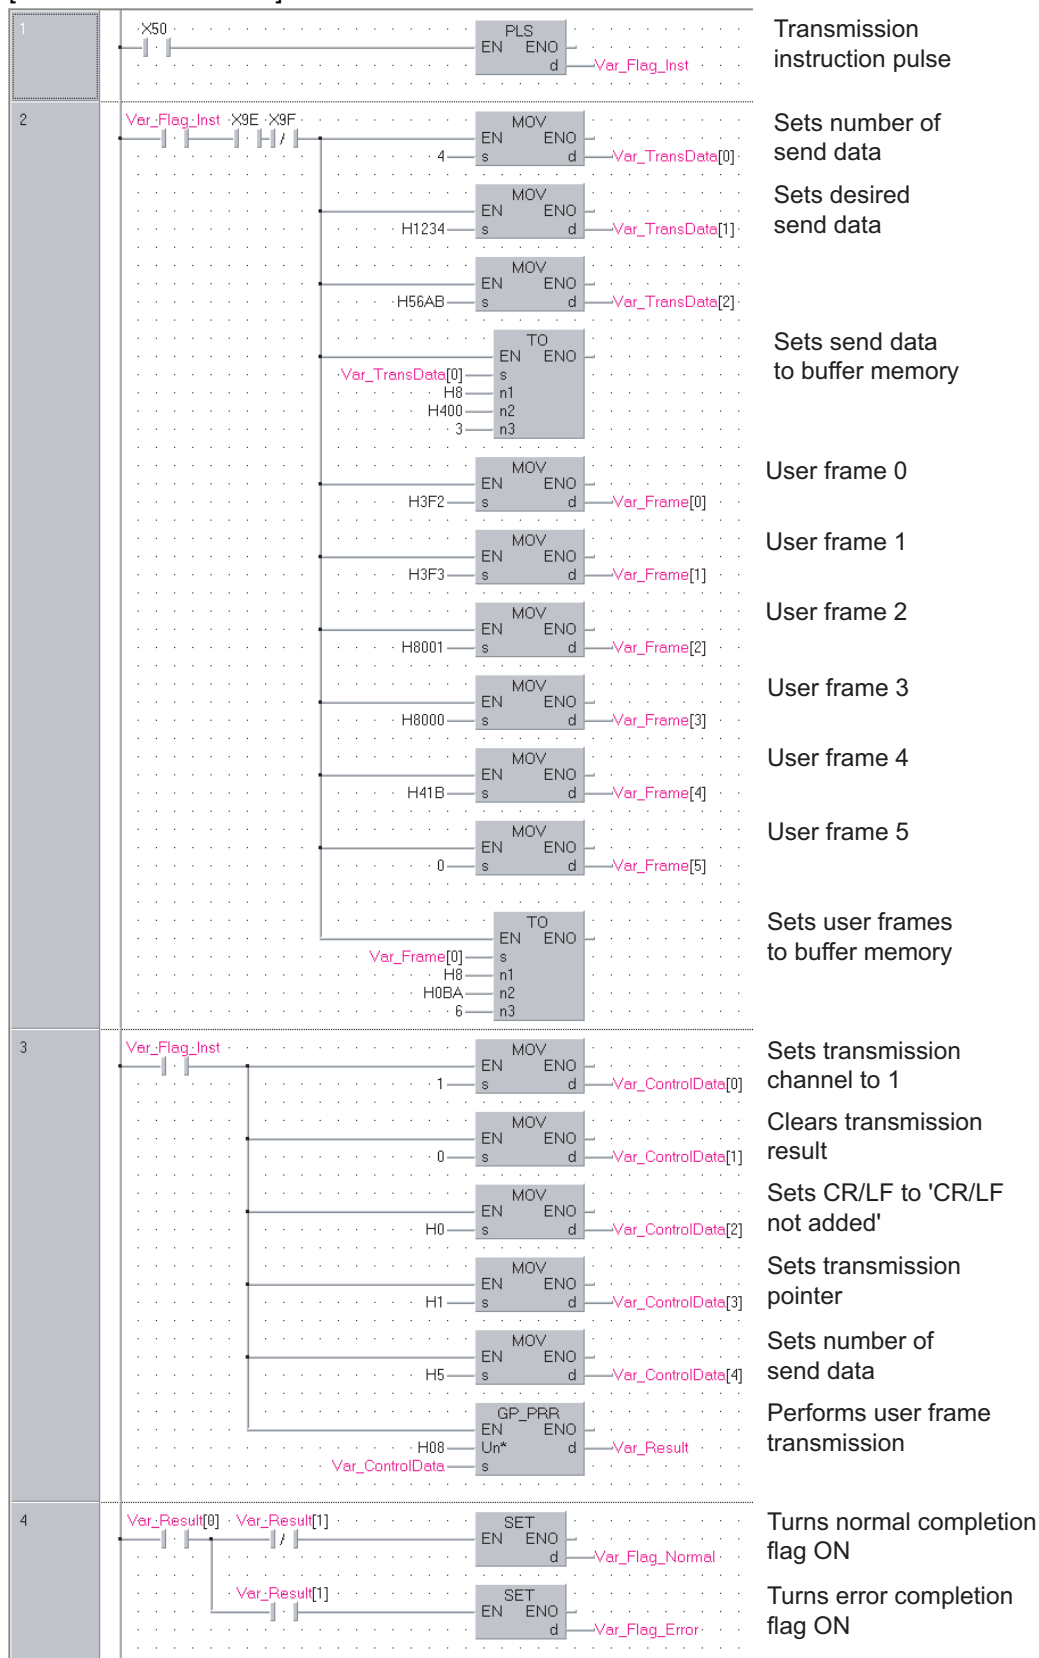 1
X50
PLS
EN ENO
d
Var_Flag_Inst
Transmission
instruction pulse
2
Var_Flag_Inst X9E X9F
MOV
EN ENO
4 s d Var_TransData[0]
Sets number of
send data
MOV
EN ENO
H1234 s d Var_TransData[1]
Sets desired
send data
MOV
EN ENO
H56AB s d Var_TransData[2]
TO
EN ENO
Var_TransData[0] s
H8 n1
H400 n2
3 n3
Sets send data
to buffer memory
MOV
EN ENO
H3F2 s d Var_Frame[0]
User frame 0
MOV
EN ENO
H3F3 s d Var_Frame[1]
User frame 1
MOV
EN ENO
H8001 s d Var_Frame[2]
User frame 2
MOV
EN ENO
H8000 s d Var_Frame[3]
User frame 3
MOV
EN ENO
H41B s d Var_Frame[4]
User frame 4
MOV
EN ENO
0 s d Var_Frame[5]
User frame 5
TO
EN ENO
Var_Frame[0] s
H8 n1
H0BA n2
6 n3
Sets user frames
to buffer memory
3
Var_Flag_Inst
MOV
EN ENO
1 s d Var_ControlData[0]
Sets transmission
channel to 1
MOV
EN ENO
0 s d Var_ControlData[1]
Clears transmission
result
MOV
EN ENO
H0 s d Var_ControlData[2]
Sets CR/LF to 'CR/LF
not added'
MOV
EN ENO
H1 s d Var_ControlData[3]
Sets transmission
pointer
MOV
EN ENO
H5 s d Var_ControlData[4]
Sets number of
send data
GP_PRR
EN ENO
H08 Un* d Var_Result
Var_ControlData s
Performs user frame
transmission
4
Var_Result[0] Var_Result[1]
SET
EN ENO
d Var_Flag_Normal
Turns normal completion
flag ON
Var_Result[1]
SET
EN ENO
d Var_Flag_Error
Turns error completion
flag ON